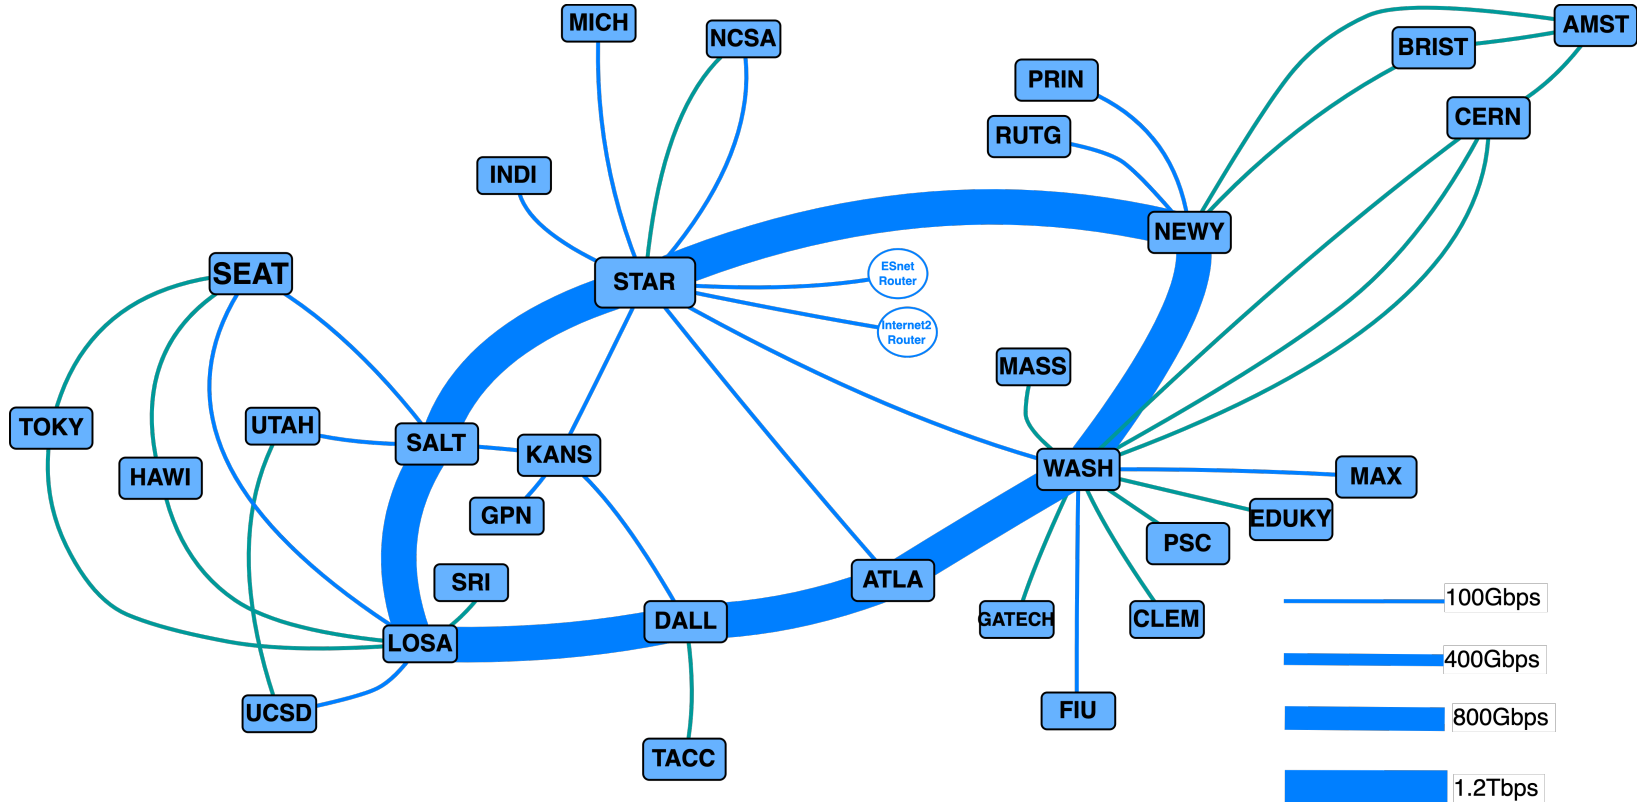 MICH
NCSA
AMST
BRIST
PRIN
CERN
RUTG
INDI
NEWY
SEAT
STAR
ESnet
Router
Internet2
Router
MASS
TOKY
UTAH
SALT
KANS
WASH
HAWI
MAX
GPN
EDUKY
PSC
SRI
ATLA
100Gbps
DALL
GATECH
CLEM
LOSA
400Gbps
UCSD
FIU
800Gbps
TACC
1.2Tbps